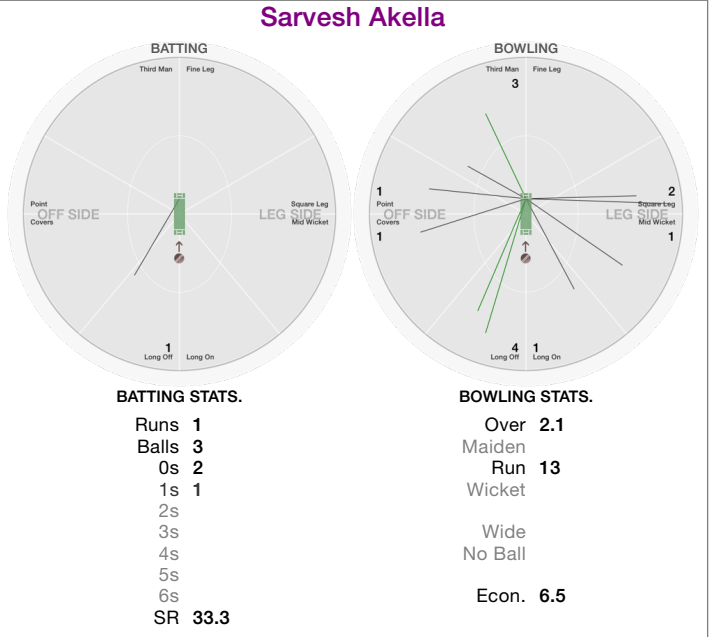 Sarvesh Akella
BATTING
Third Man Fine Leg
Point
OFF SIDE
Covers
Square Leg
LEG SIDE
Mid Wicket
1
Long Off Long On
BOWLING
Third Man Fine Leg
3
1
Point
OFF SIDE
Covers
1
2
Square Leg
LEG SIDE
Mid Wicket
1
4 1
Long Off Long On
BATTING STATS.
Runs 1
Balls 3
0s 2
1s 1
2s
3s
4s
5s
6s
SR 33.3
BOWLING STATS.
Over 2.1
Maiden
Run 13
Wicket
Wide
No Ball
Econ. 6.5